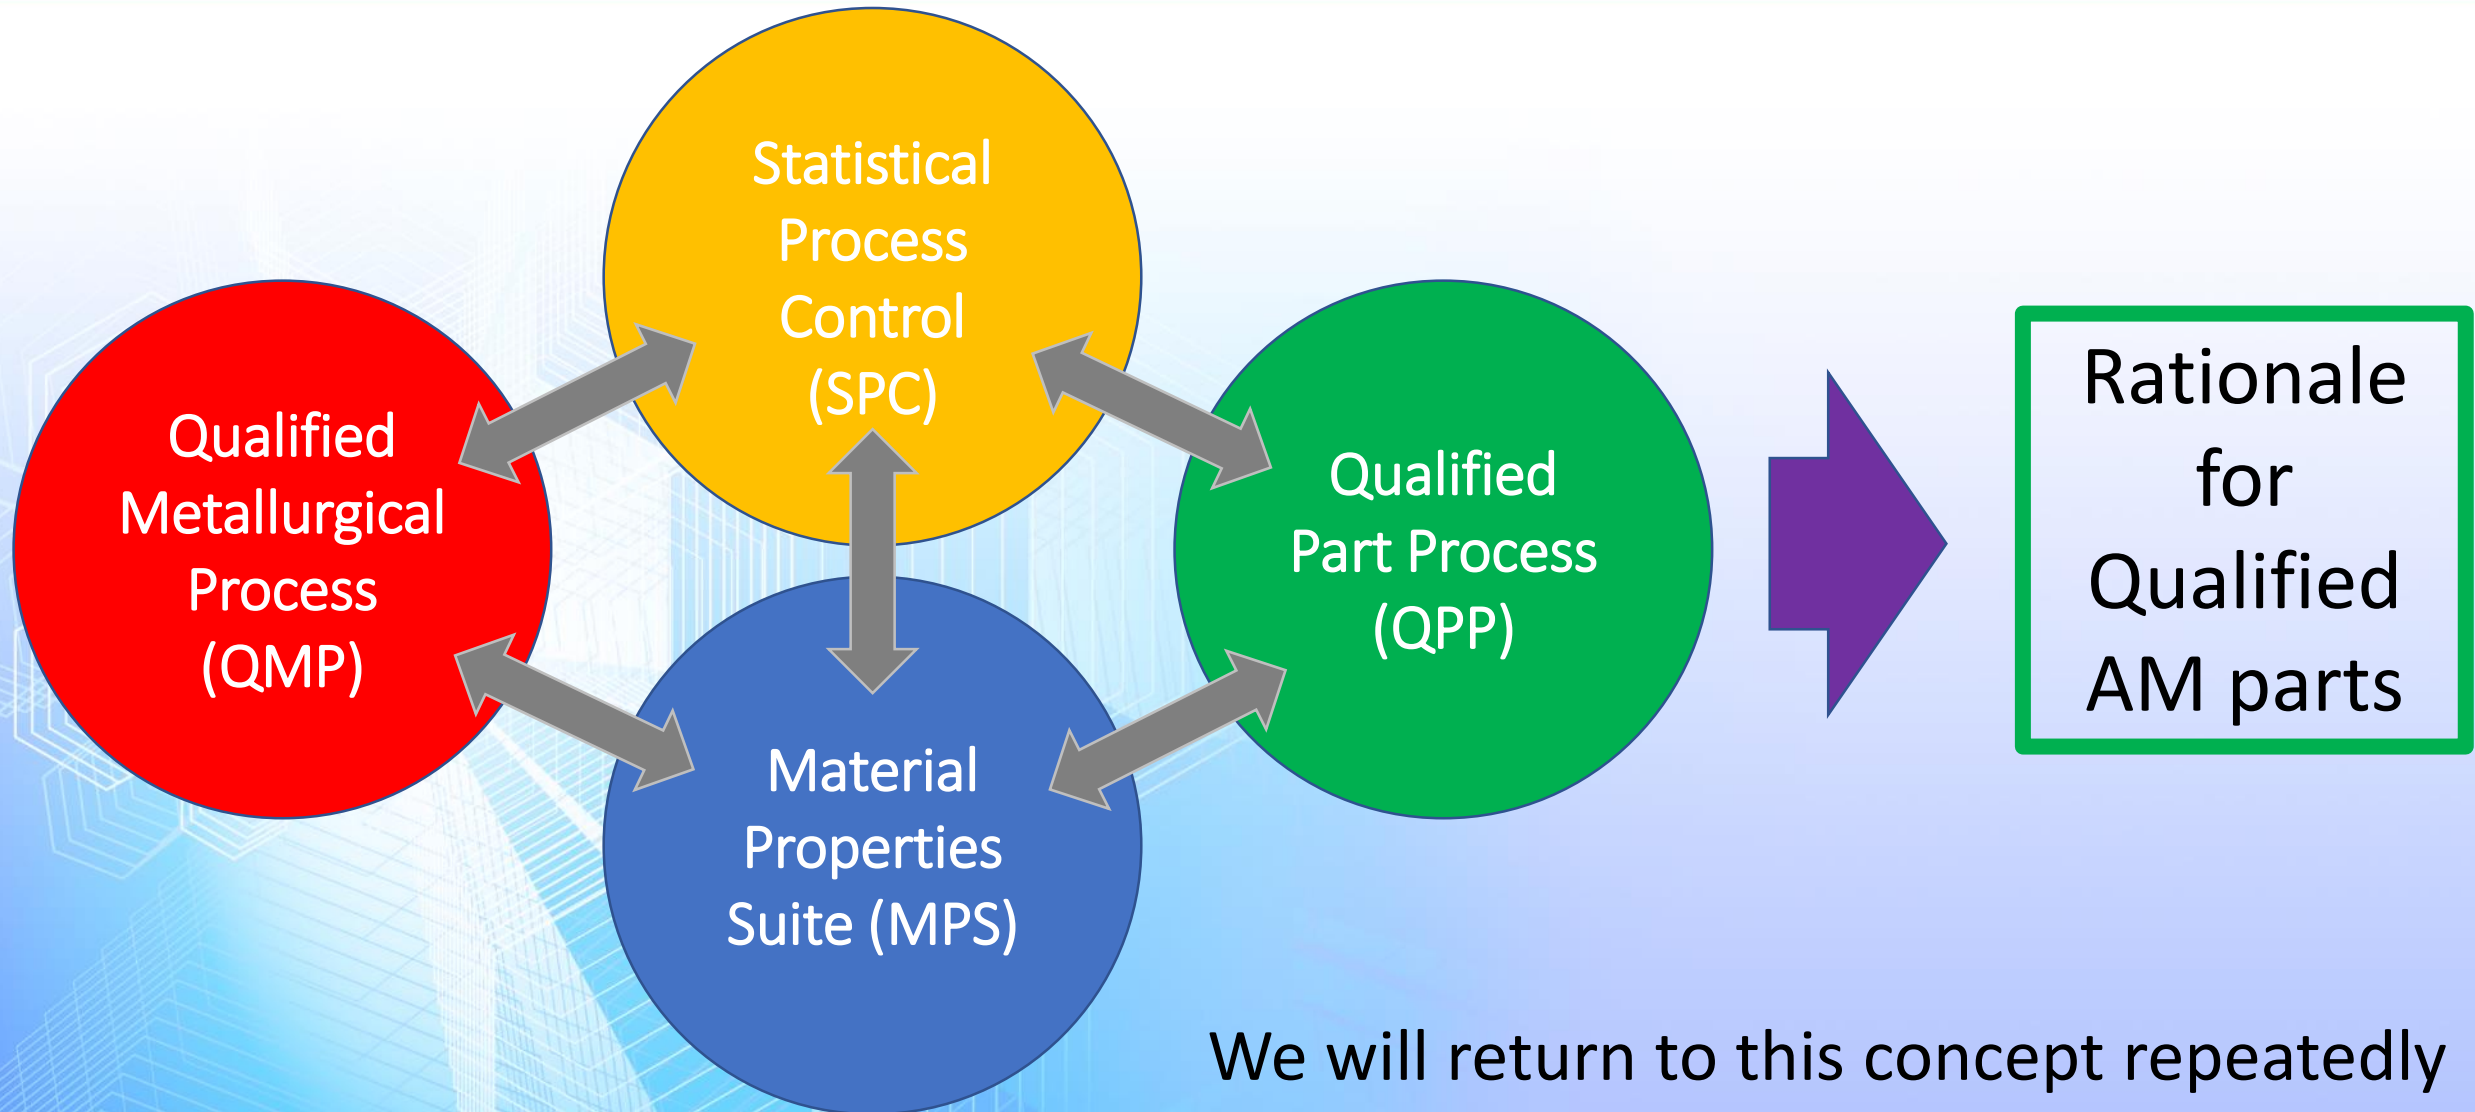 Statistical
Process
Control
(SPC)
Qualified
Metallurgical
Process
(QMP)
Material
Properties
Suite (MPS)
Qualified
Part Process
(QPP)
Rationale
for
Qualified
AM parts
We will return to this concept repeatedly